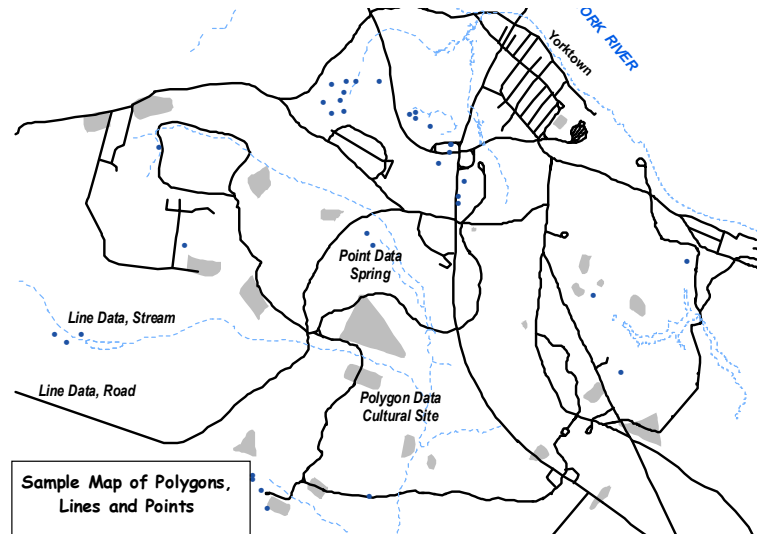 ORK RIVER
Yorktown
Point Data
Spring
Line Data, Stream
Line Data, Road
Polygon Data
Cultural Site
Sample Map of Polygons,
Lines and Points